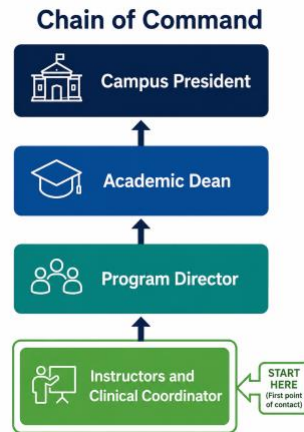 Chain of Command
Campus President
Academic Dean
Program Director
Instructors and
Clinical Coordinator
START
HERE
(First point
of contact)